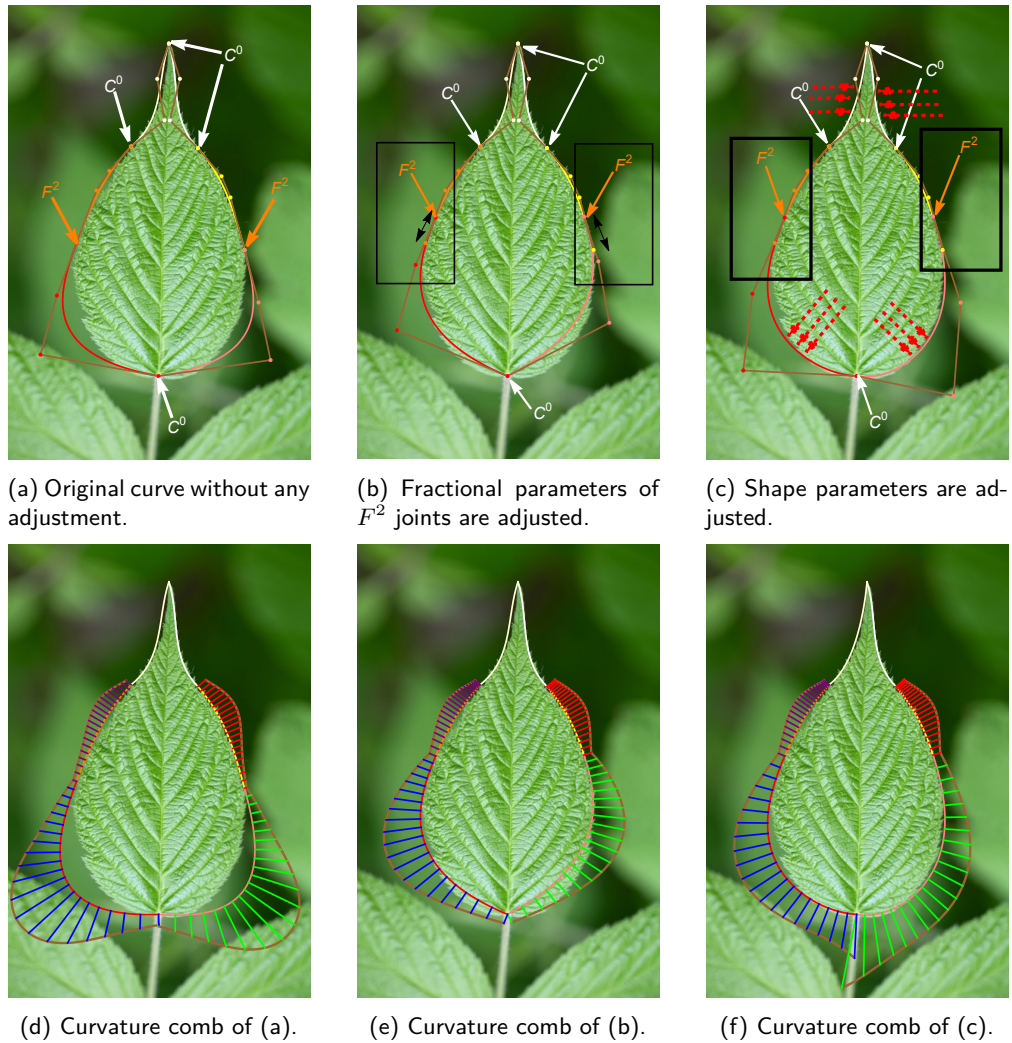 C⁰
C⁰
F²
F²
C⁰
C⁰
C⁰
F²
F²
C⁰
C⁰
C⁰
F²
F²
C⁰
(a) Original curve without any
adjustment.
(b) Fractional parameters of
F² joints are adjusted.
(c) Shape parameters are ad-
justed.
(d) Curvature comb of (a).
(e) Curvature comb of (b).
(f) Curvature comb of (c).